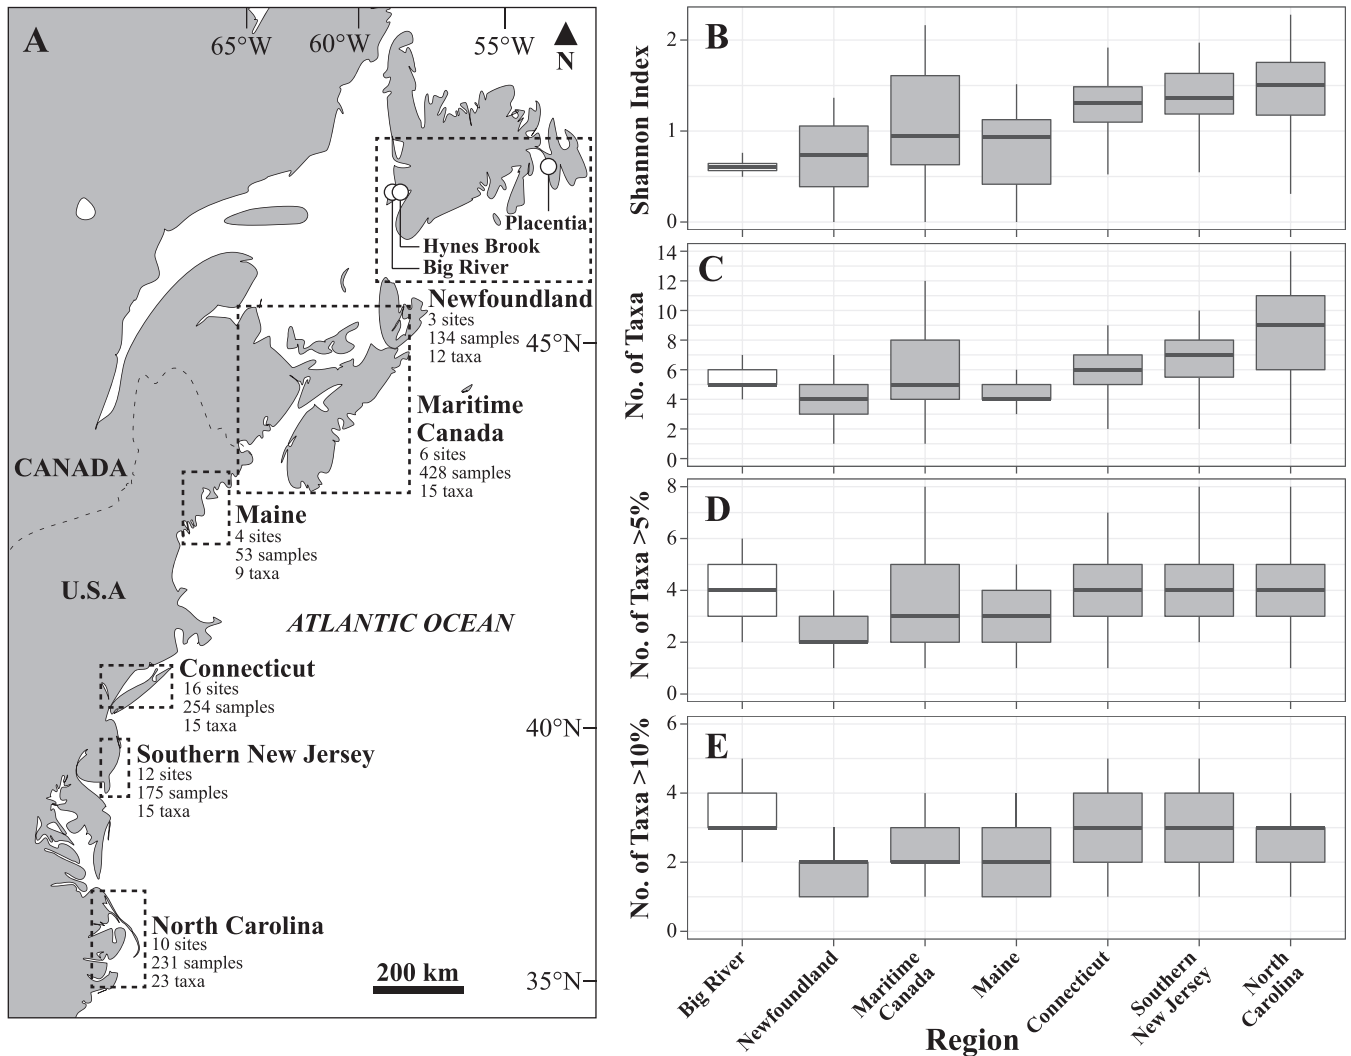 A
65°W
60°W
55°W
N
Placentia
Hynes Brook
Big River
Newfoundland
3 sites
134 samples
12 taxa
45°N
Maritime
Canada
6 sites
428 samples
15 taxa
CANADA
Maine
4 sites
53 samples
9 taxa
U.S.A
ATLANTIC OCEAN
Connecticut
16 sites
254 samples
15 taxa
40°N
Southern New Jersey
12 sites
175 samples
15 taxa
North Carolina
10 sites
231 samples
23 taxa
200 km
35°N
B
Shannon Index
2
1
0
C
No. of Taxa
14
12
10
8
6
4
2
0
D
No. of Taxa >5%
8
6
4
2
0
E
No. of Taxa >10%
6
4
2
0
Big River
Newfoundland
Maritime
Canada
Maine
Connecticut
Southern
New Jersey
North
Carolina
Region